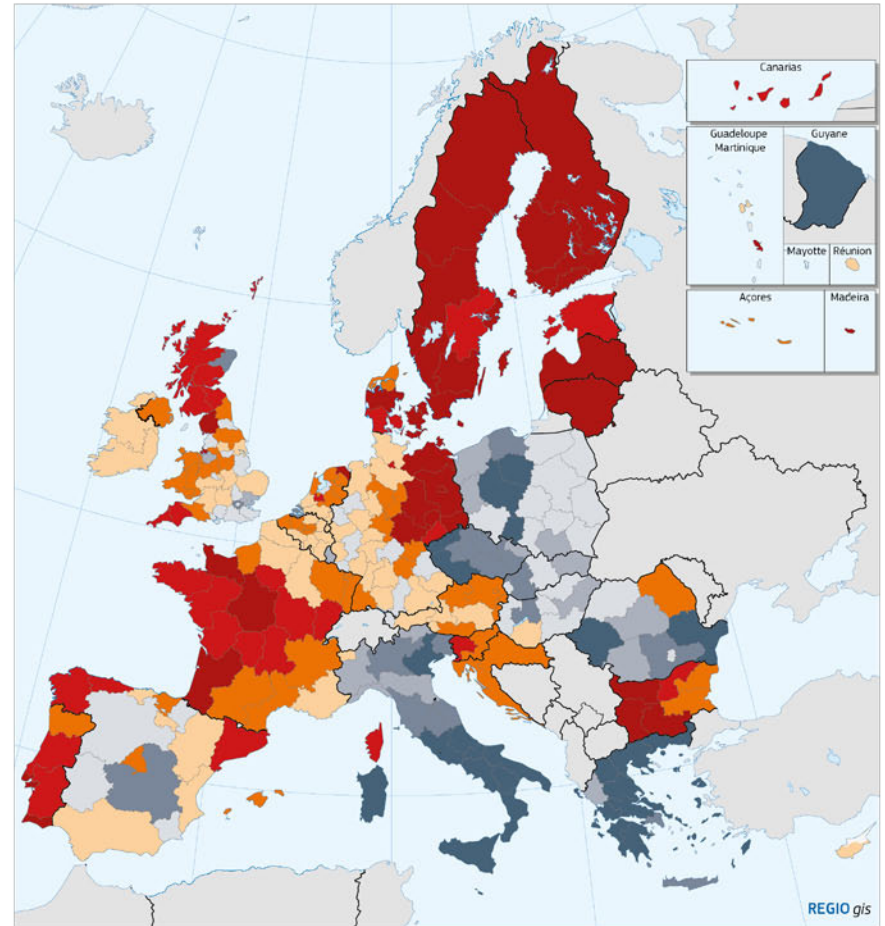 Canarias
Guadeloupe
Martinique
Guyane
Mayotte
Réunion
Açores
Madeira
REGIO gis